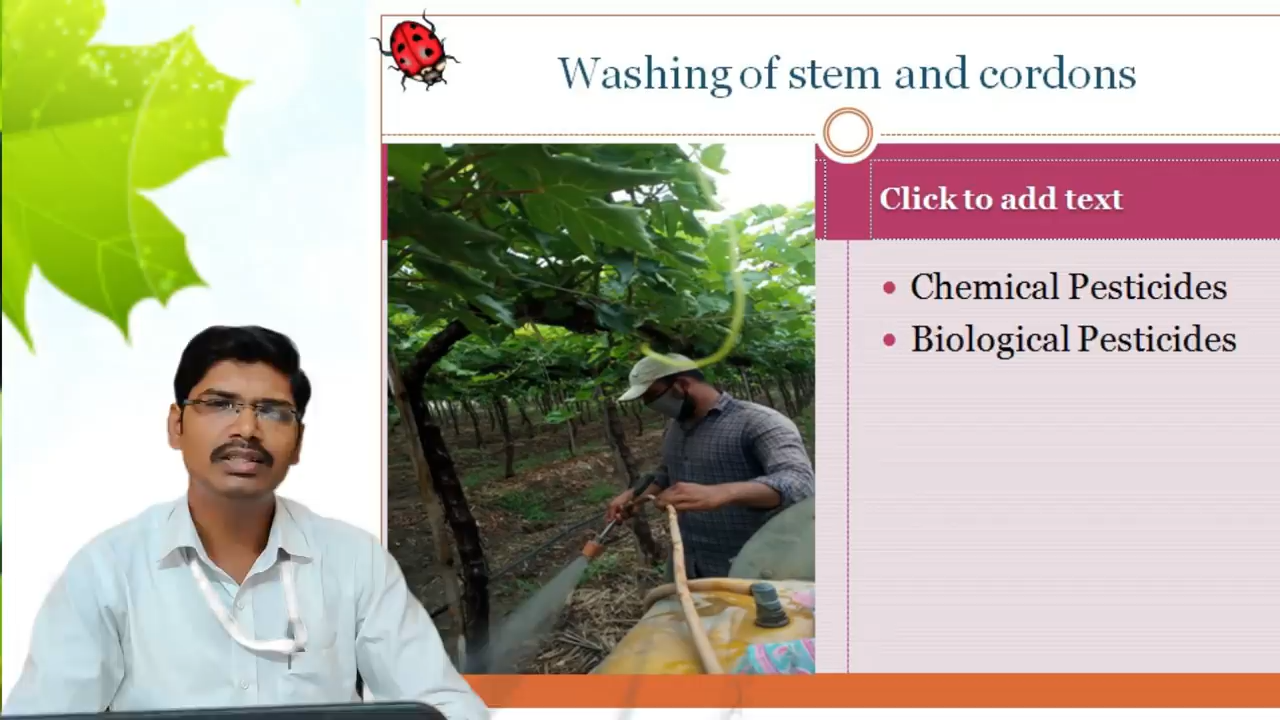 Washing of stem and cordons
Click to add text
Chemical Pesticides
Biological Pesticides